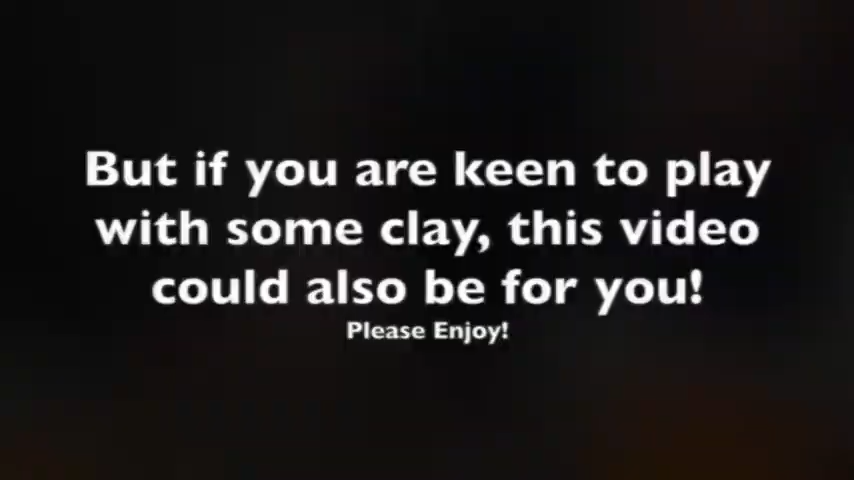 But if you are keen to play
with some clay, this video
could also be for you!
Please Enjoy!